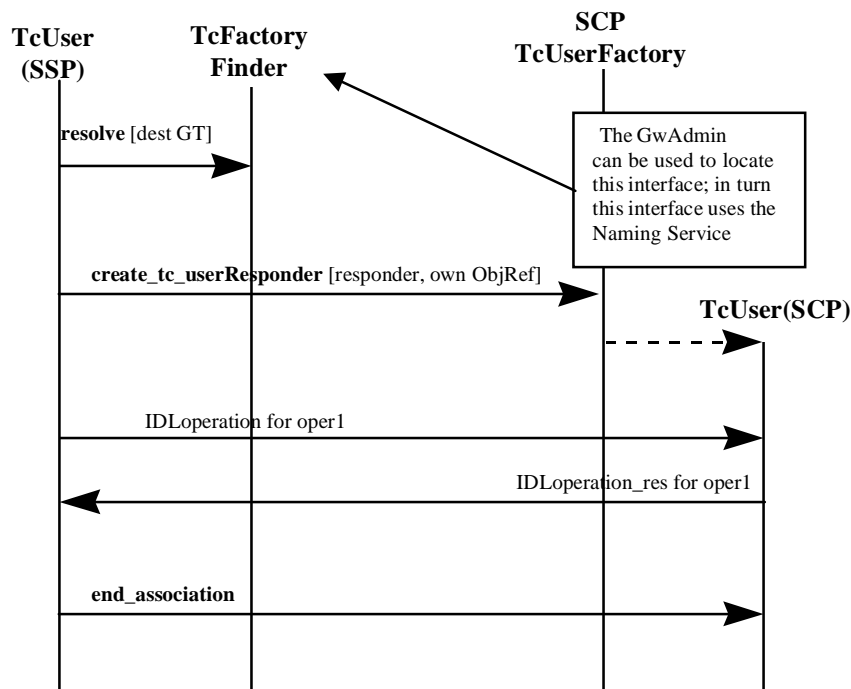 TcUser
(SSP)
TcFactory
Finder
SCP
TcUserFactory
resolve [dest GT]
The GwAdmin
can be used to locate
this interface; in turn
this interface uses the
Naming Service
create_tc_userResponder [responder, own ObjRef]
TcUser(SCP)
IDLoperation for oper1
IDLoperation_res for oper1
end_association